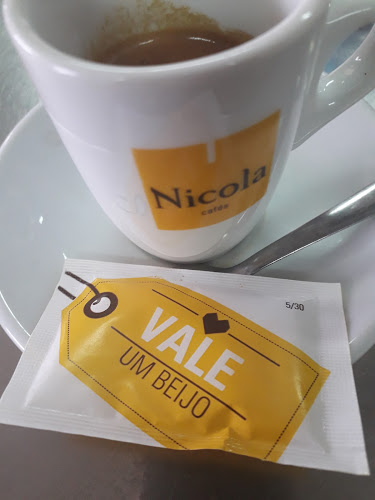 Nicola
cafés
5/30
VALE
UM BEIJO